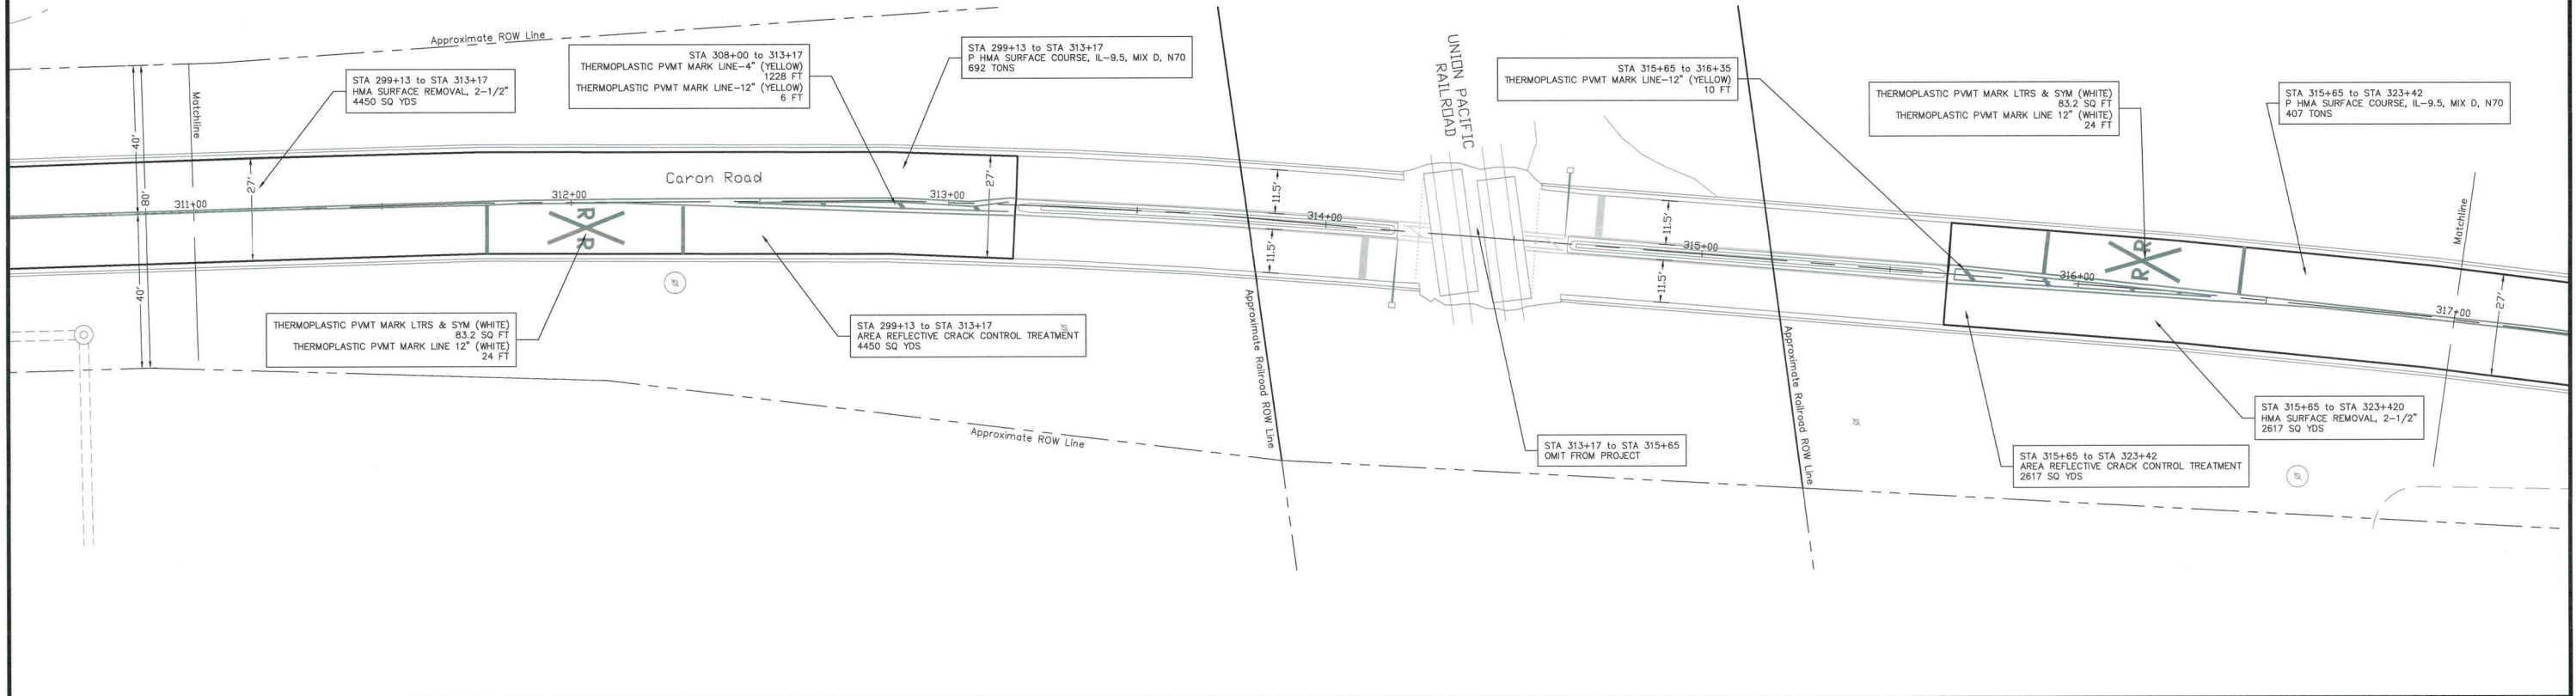 Approximate ROW Line
STA 299+13 to STA 313+17
HMA SURFACE REMOVAL, 2-1/2"
4450 SQ YDS
STA 308+00 to 313+17
THERMOPLASTIC PVMT MARK LINE-4" (YELLOW)
1228 FT
THERMOPLASTIC PVMT MARK LINE-12" (YELLOW)
6 FT
STA 299+13 to STA 313+17
P HMA SURFACE COURSE, IL-9.5, MIX D, N70
692 TONS
UNION PACIFIC
RAILROAD
STA 315+65 to 316+35
THERMOPLASTIC PVMT MARK LINE-12" (YELLOW)
10 FT
THERMOPLASTIC PVMT MARK LTRS & SYM (WHITE)
83.2 SQ FT
THERMOPLASTIC PVMT MARK LINE 12" (WHITE)
24 FT
STA 315+65 to STA 323+42
P HMA SURFACE COURSE, IL-9.5, MIX D, N70
407 TONS
Matchline
40'
80'
40'
27'
311+00
312+00
R
R
Caron Road
313+00
27'
11.5'
11.5'
314+00
11.5'
11.5'
315+00
316+00
R
R
Matchline
317+00
27'
THERMOPLASTIC PVMT MARK LTRS & SYM (WHITE)
83.2 SQ FT
THERMOPLASTIC PVMT MARK LINE 12" (WHITE)
24 FT
STA 299+13 to STA 313+17
AREA REFLECTIVE CRACK CONTROL TREATMENT
4450 SQ YDS
Approximate Railroad ROW Line
Approximate Railroad ROW Line
Approximate ROW Line
STA 313+17 to STA 315+65
OMIT FROM PROJECT
STA 315+65 to STA 323+420
HMA SURFACE REMOVAL, 2-1/2"
2617 SQ YDS
STA 315+65 to STA 323+42
AREA REFLECTIVE CRACK CONTROL TREATMENT
2617 SQ YDS